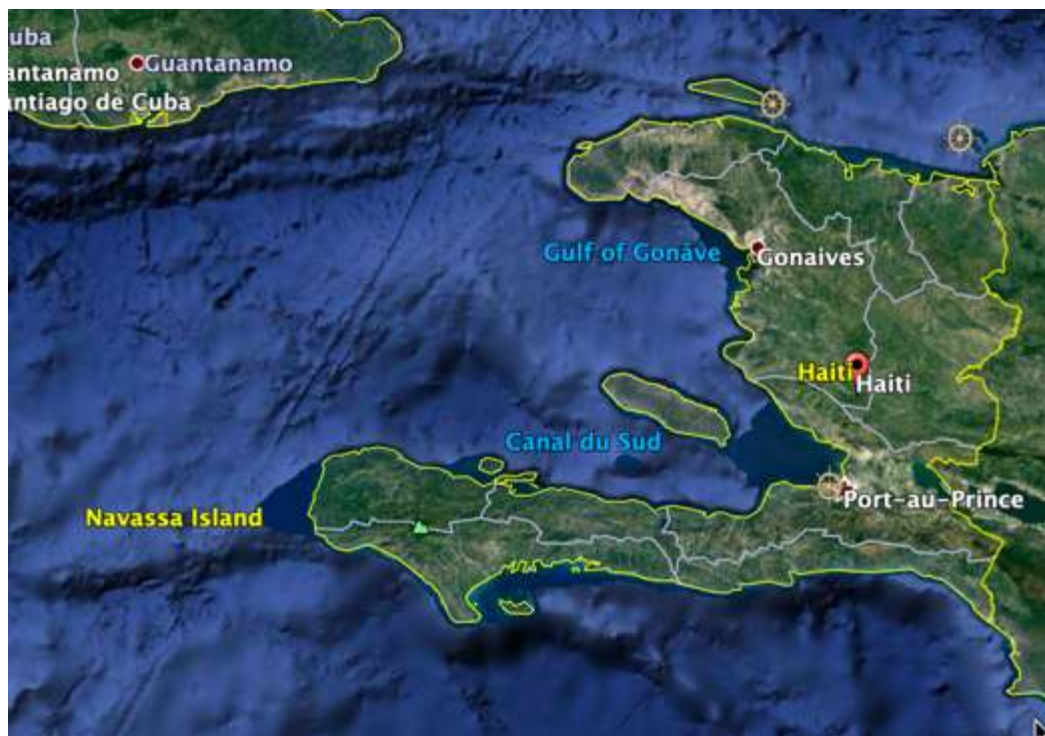 uba
Guantanamo
antanamo
antiago de Cuba
Gulf of Gonâve
Gonaives
Haiti
Haiti
Canal du Sud
Port-au-Prince
Navassa Island